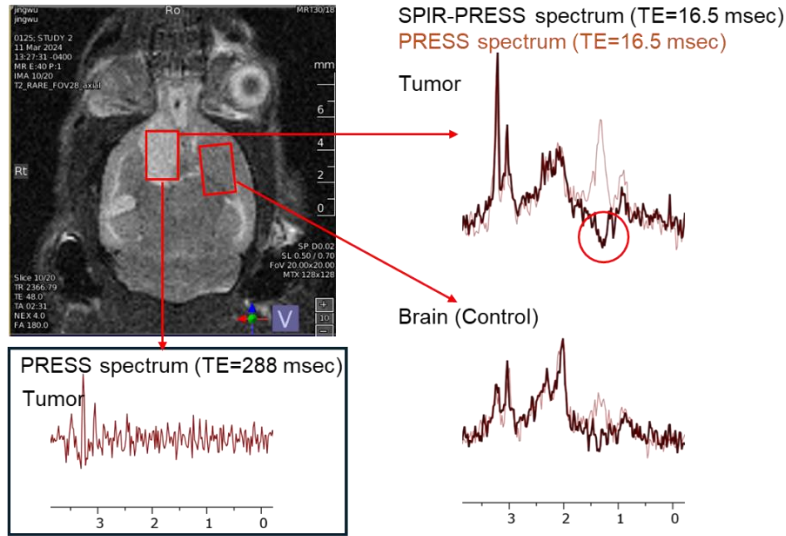 jingwu
jingwu
0125; STUDY 2
11 Mar 2024
13:27:31 -0400
MR E:40 P:1
IMA 10/20
T2_RARE_FOV28_axial
Ro
MRT30/18
mm
6
4
2
0
Rt
SP D0.02
SL 0.50 / 0.70
FoV 20.00x20.00
MTX 128x128
Slice 10/20
TR 2366.79
TE 48.0
TA 02:31
NEX 4.0
FA 180.0
V
+
10
−
SPIR-PRESS spectrum (TE=16.5 msec)
PRESS spectrum (TE=16.5 msec)
Tumor
Brain (Control)
3 2 1 0
PRESS spectrum (TE=288 msec)
Tumor
3 2 1 0